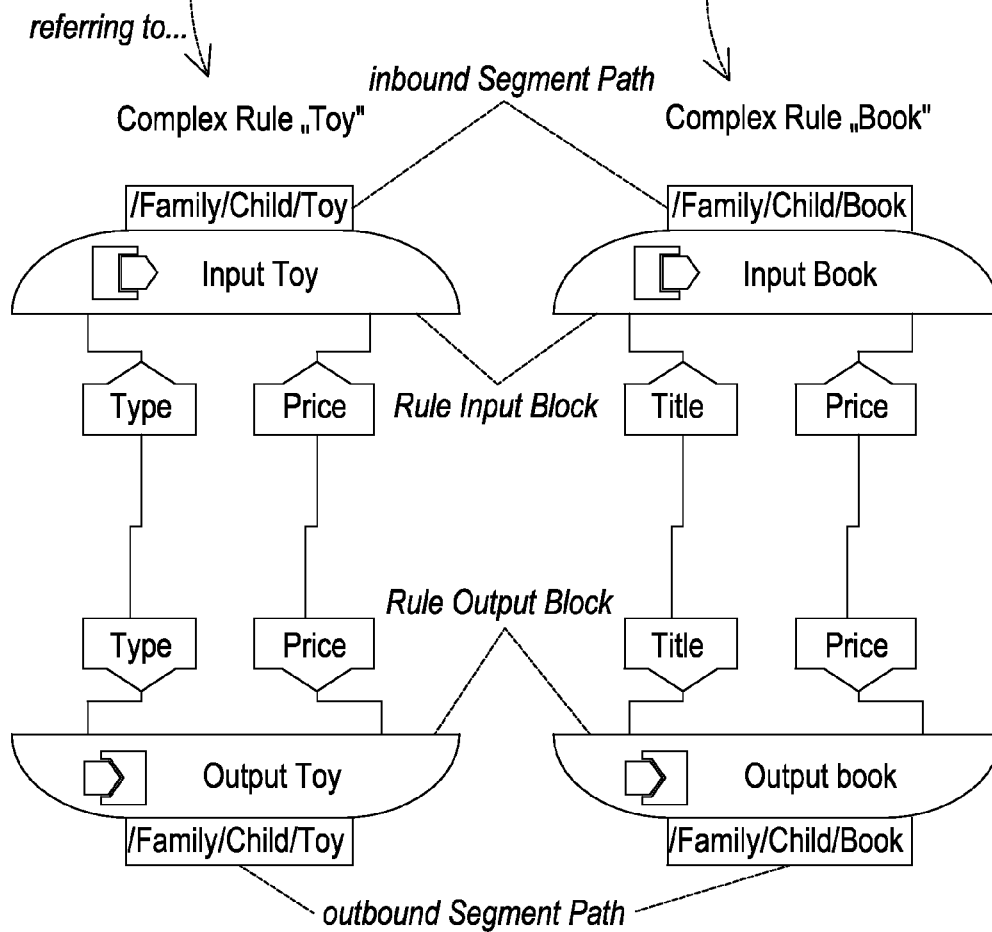 referring to...
inbound Segment Path
Complex Rule „Toy"
Complex Rule „Book"
/Family/Child/Toy
/Family/Child/Book
Input Toy
Input Book
Type
Price
Rule Input Block
Title
Price
Rule Output Block
Type
Price
Title
Price
Output Toy
Output book
/Family/Child/Toy
/Family/Child/Book
outbound Segment Path